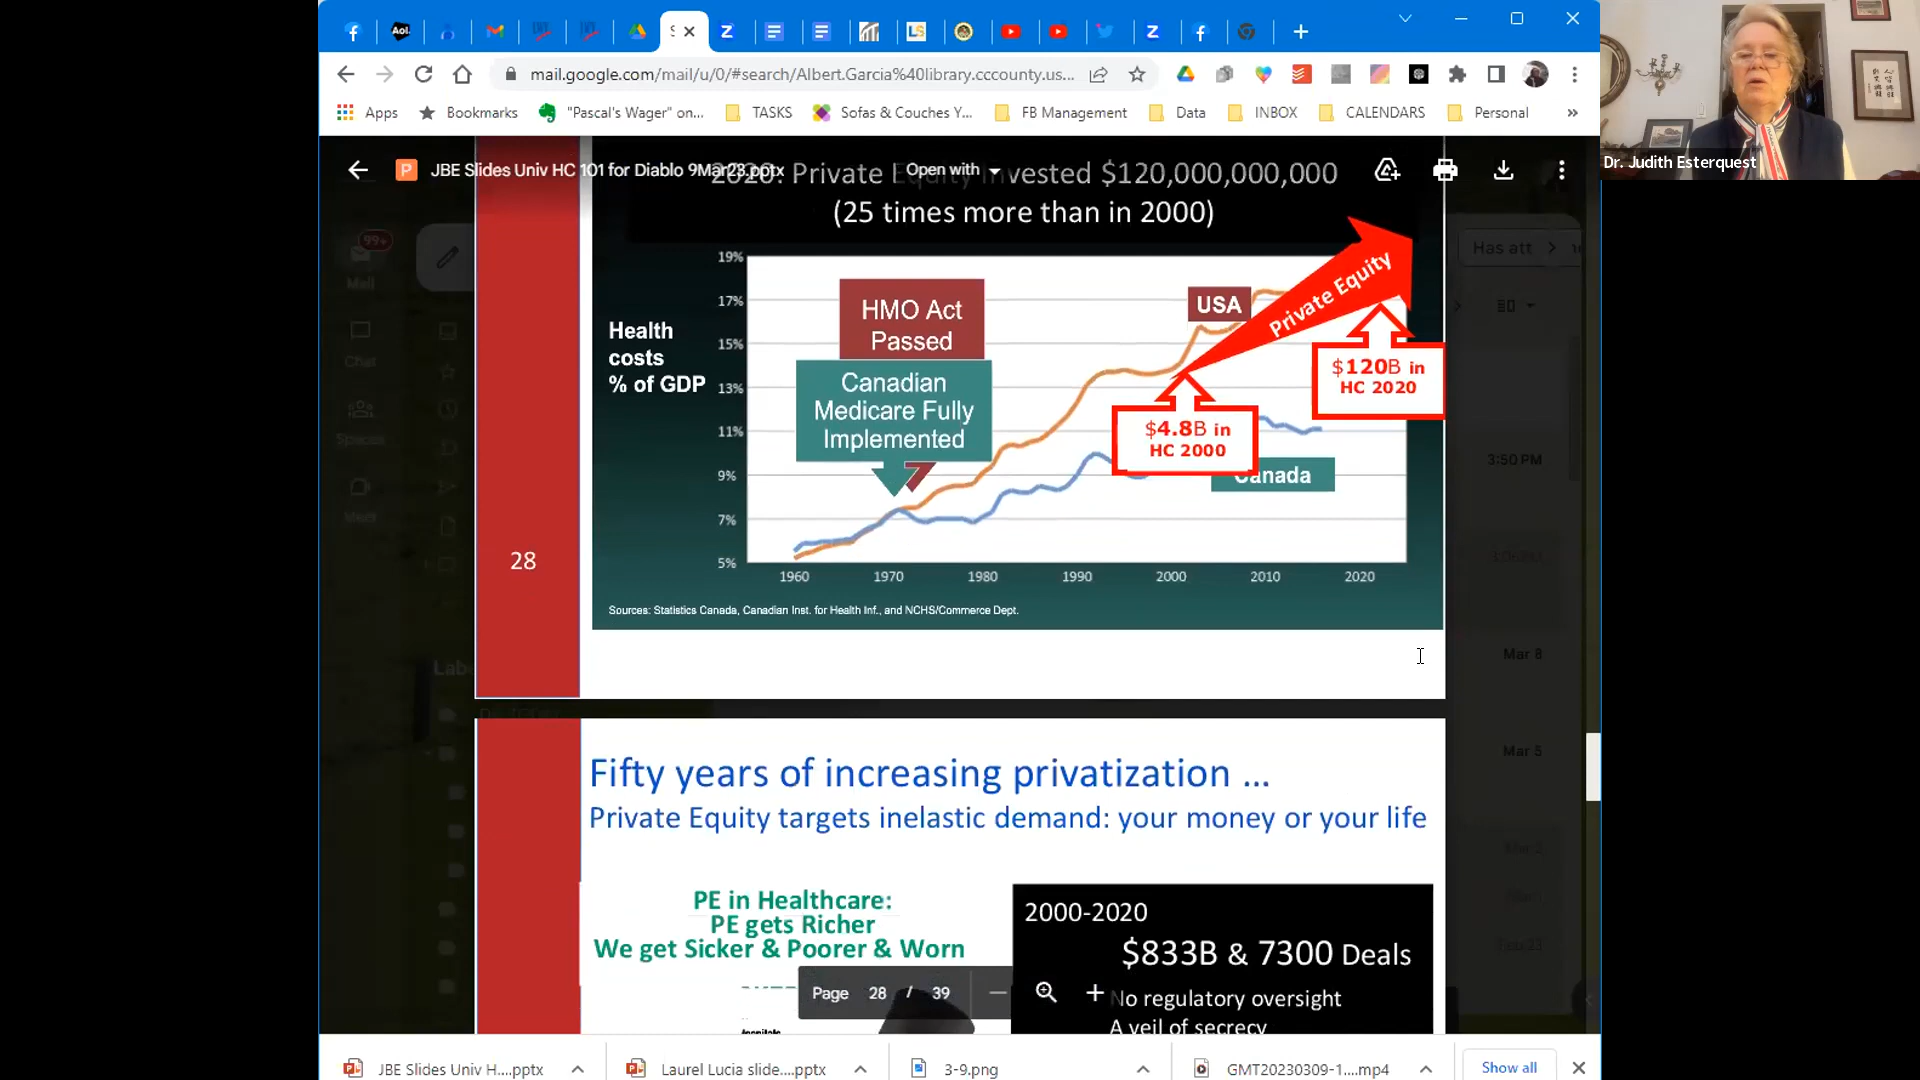 Aol.
mail.google.com/mail/u/0/#search/Albert.Garcia%40library.cccounty.us...
Apps
Bookmarks
"Pascal's Wager" on...
TASKS
Sofas & Couches Y...
FB Management
Data
INBOX
CALENDARS
Personal
»
Dr. Judith Esterquest
JBE Slides Univ HC 101 for Diablo 9Mar23.pptx
Open with
2020: Private Equity Invested $120,000,000,000
(25 times more than in 2000)
99+
Mail
Chat
Spaces
Meet
Has att
3:50 PM
Mar 8
Mar 5
Mar 2
Health
costs
% of GDP
19%
17%
15%
13%
11%
9%
7%
5%
HMO Act
Passed
Canadian
Medicare Fully
Implemented
USA
Private Equity
$120B in
HC 2020
$4.8B in
HC 2000
Canada
1960 1970 1980 1990 2000 2010 2020
28
Sources: Statistics Canada, Canadian Inst. for Health Inf., and NCHS/Commerce Dept.
Fifty years of increasing privatization ...
Private Equity targets inelastic demand: your money or your life
PE in Healthcare:
PE gets Richer
We get Sicker & Poorer & Worn
2000-2020
$833B & 7300 Deals
No regulatory oversight
A veil of secrecy
Page 28 / 39
JBE Slides Univ H....pptx
Laurel Lucia slide....pptx
3-9.png
GMT20230309-1....mp4
Show all